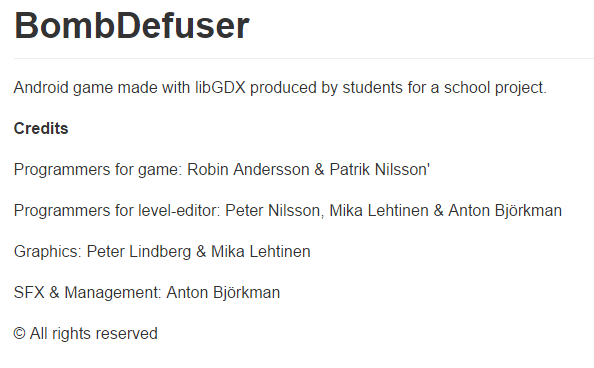 BombDefuser
Android game made with libGDX produced by students for a school project.
Credits
Programmers for game: Robin Andersson & Patrik Nilsson'
Programmers for level-editor: Peter Nilsson, Mika Lehtinen & Anton Björkman
Graphics: Peter Lindberg & Mika Lehtinen
SFX & Management: Anton Björkman
© All rights reserved